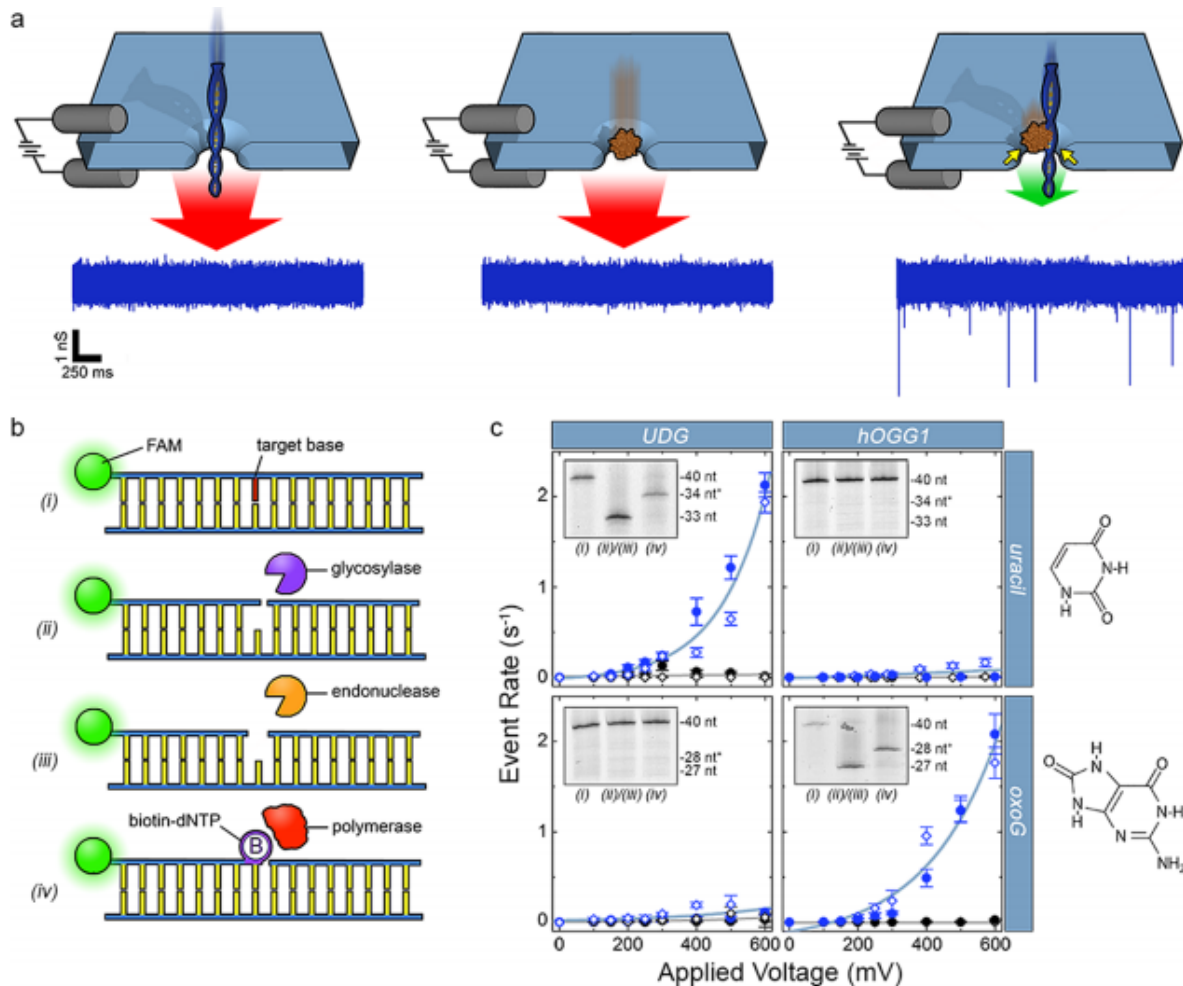 a
1 nS
250 ms
b
FAM
target base
(i)
glycosylase
(ii)
endonuclease
(iii)
biotin-dNTP
polymerase
B
(iv)
c
UDG
hOGG1
uracil
oxoG
Event Rate (s⁻¹)
2
1
0
-40 nt
-34 nt*
-33 nt
(i) (ii)/(iii) (iv)
-40 nt
-34 nt*
-33 nt
(i) (ii)/(iii) (iv)
2
1
0
-40 nt
-28 nt*
-27 nt
(i) (ii)/(iii) (iv)
-40 nt
-28 nt*
-27 nt
(i) (ii)/(iii) (iv)
0 200 400 600 0 200 400 600
Applied Voltage (mV)
O
N-H
N
H
O
H
N
O
O
N
H
N
N-H
N
NH₂